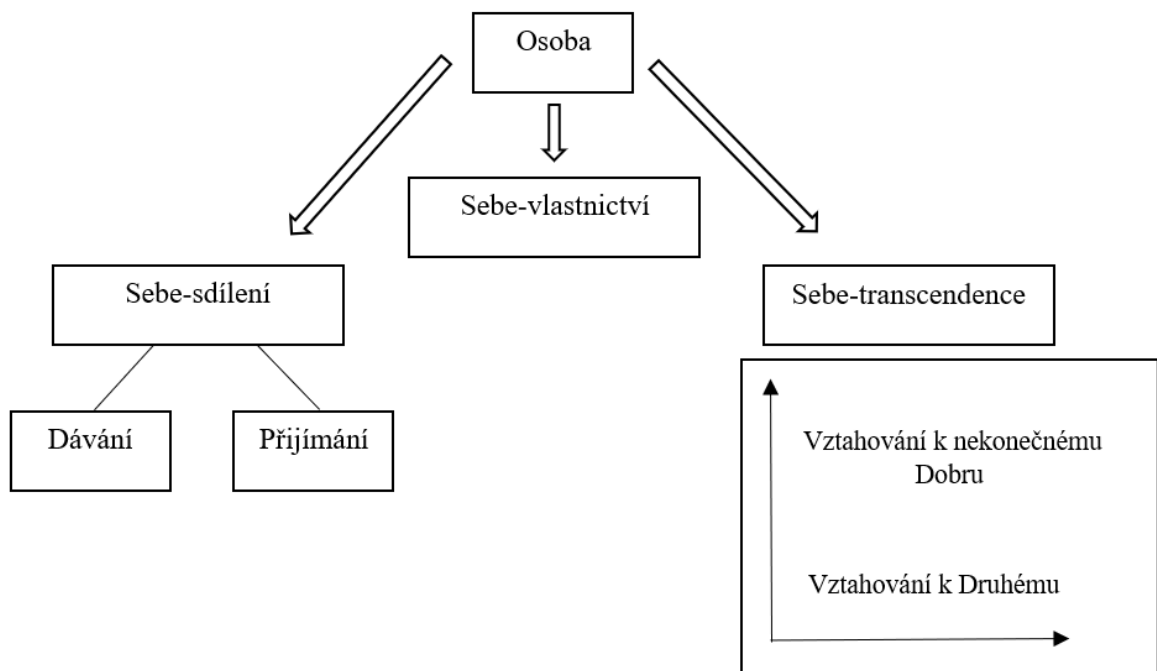 Osoba
Sebe-vlastnictví
Sebe-sdílení
Sebe-transcendence
Dávání
Přijímání
Vztahování k nekonečnému
Dobru
Vztahování k Druhému